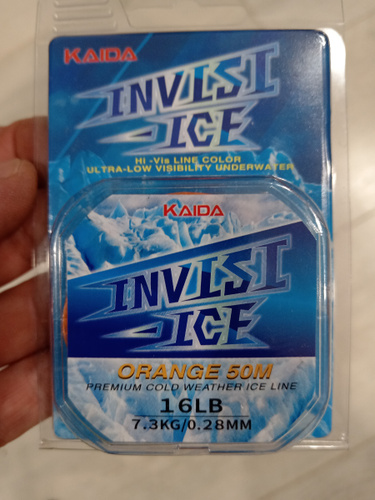 KAIDA
INVISI
ICE
Hi -Vis LINE COLOR
ULTRA-LOW VISIBILITY UNDERWATER
KAIDA
INVISI
ICE
ORANGE 50M
PREMIUM COLD WEATHER ICE LINE
16LB
7.3KG/0.28MM